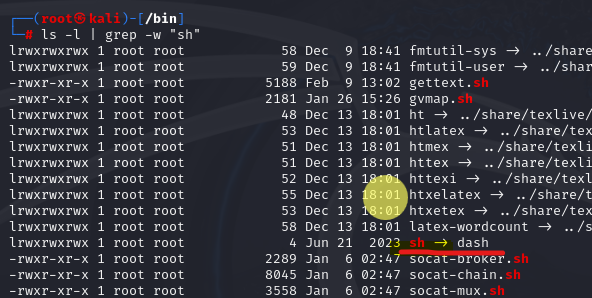 ┌──(root㉿kali)-[/bin]
└─# ls -l | grep -w "sh"
lrwxrwxrwx 1 root root 58 Dec 9 18:41 fmtutil-sys → ../share
lrwxrwxrwx 1 root root 59 Dec 9 18:41 fmtutil-user → ../shar
-rwxr-xr-x 1 root root 5188 Feb 9 13:02 gettext.sh
-rwxr-xr-x 1 root root 2181 Jan 26 15:26 gvmap.sh
lrwxrwxrwx 1 root root 48 Dec 13 18:01 ht → ../share/texlive/
lrwxrwxrwx 1 root root 53 Dec 13 18:01 htlatex → ../share/tex
lrwxrwxrwx 1 root root 51 Dec 13 18:01 htmex → ../share/texli
lrwxrwxrwx 1 root root 51 Dec 13 18:01 httex → ../share/texli
lrwxrwxrwx 1 root root 52 Dec 13 18:01 httexi → ../share/texl
lrwxrwxrwx 1 root root 55 Dec 13 18:01 htxelatex → ../share/t
lrwxrwxrwx 1 root root 53 Dec 13 18:01 htxetex → ../share/tex
lrwxrwxrwx 1 root root 58 Dec 13 18:01 latex-wordcount → ../s
lrwxrwxrwx 1 root root 4 Jun 21 2023 sh → dash
-rwxr-xr-x 1 root root 2289 Jan 6 02:47 socat-broker.sh
-rwxr-xr-x 1 root root 8045 Jan 6 02:47 socat-chain.sh
-rwxr-xr-x 1 root root 3558 Jan 6 02:47 socat-mux.sh